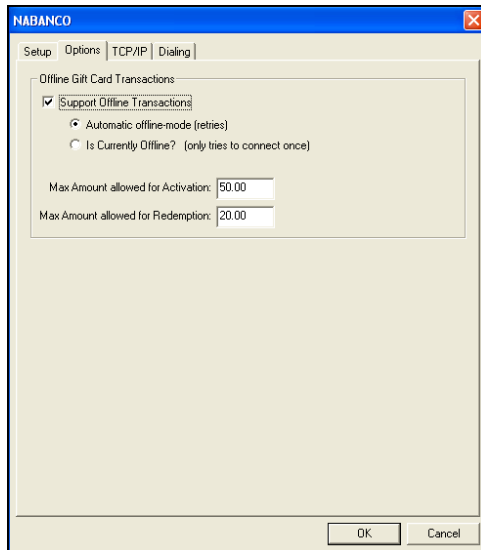 NABANCO
Setup Options TCP/IP Dialing
Offline Gift Card Transactions
Support Offline Transactions
Automatic offline-mode (retries)
Is Currently Offline? (only tries to connect once)
Max Amount allowed for Activation: 50.00
Max Amount allowed for Redemption: 20.00
OK Cancel